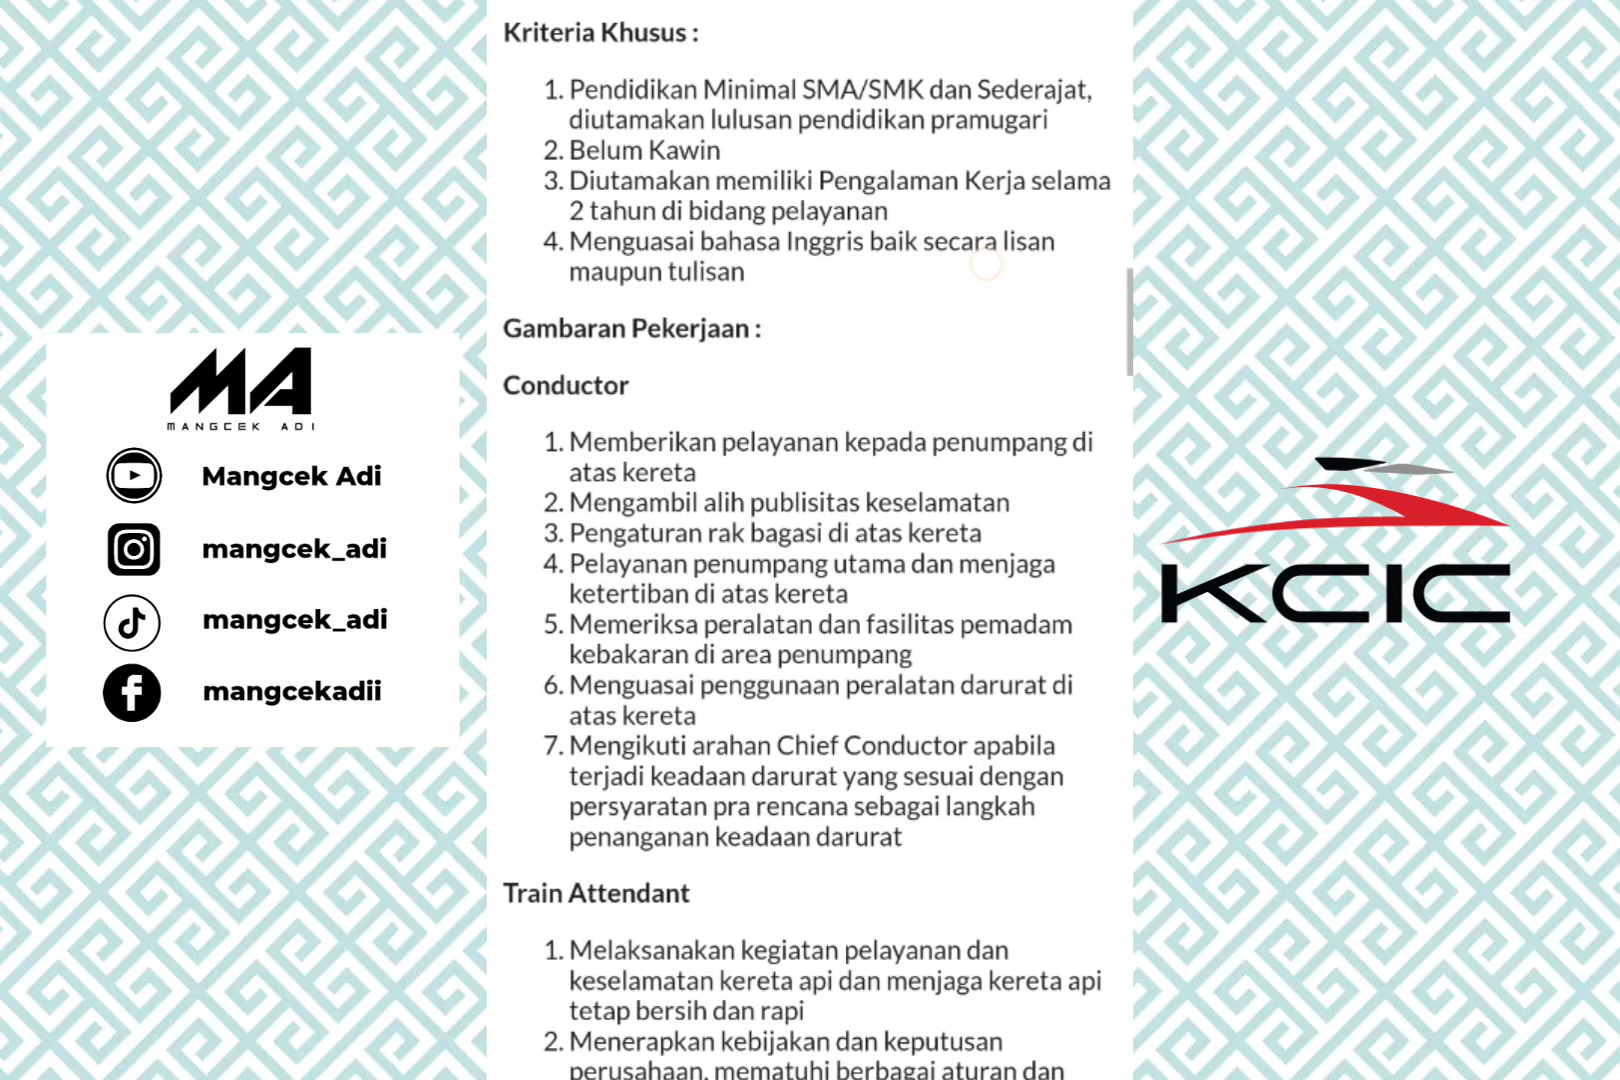 Kriteria Khusus :
1. Pendidikan Minimal SMA/SMK dan Sederajat,
diutamakan lulusan pendidikan pramugari
2. Belum Kawin
3. Diutamakan memiliki Pengalaman Kerja selama
2 tahun di bidang pelayanan
4. Menguasai bahasa Inggris baik secara lisan
maupun tulisan
Gambaran Pekerjaan :
Conductor
1. Memberikan pelayanan kepada penumpang di
atas kereta
2. Mengambil alih publisitas keselamatan
3. Pengaturan rak bagasi di atas kereta
4. Pelayanan penumpang utama dan menjaga
ketertiban di atas kereta
5. Memeriksa peralatan dan fasilitas pemadam
kebakaran di area penumpang
6. Menguasai penggunaan peralatan darurat di
atas kereta
7. Mengikuti arahan Chief Conductor apabila
terjadi keadaan darurat yang sesuai dengan
persyaratan pra rencana sebagai langkah
penanganan keadaan darurat
Train Attendant
1. Melaksanakan kegiatan pelayanan dan
keselamatan kereta api dan menjaga kereta api
tetap bersih dan rapi
2. Menerapkan kebijakan dan keputusan
perusahaan, mematuhi berbagai aturan dan
MA
MANGCEK ADI
Mangcek Adi
mangcek_adi
mangcek_adi
mangcekadii
KCIC